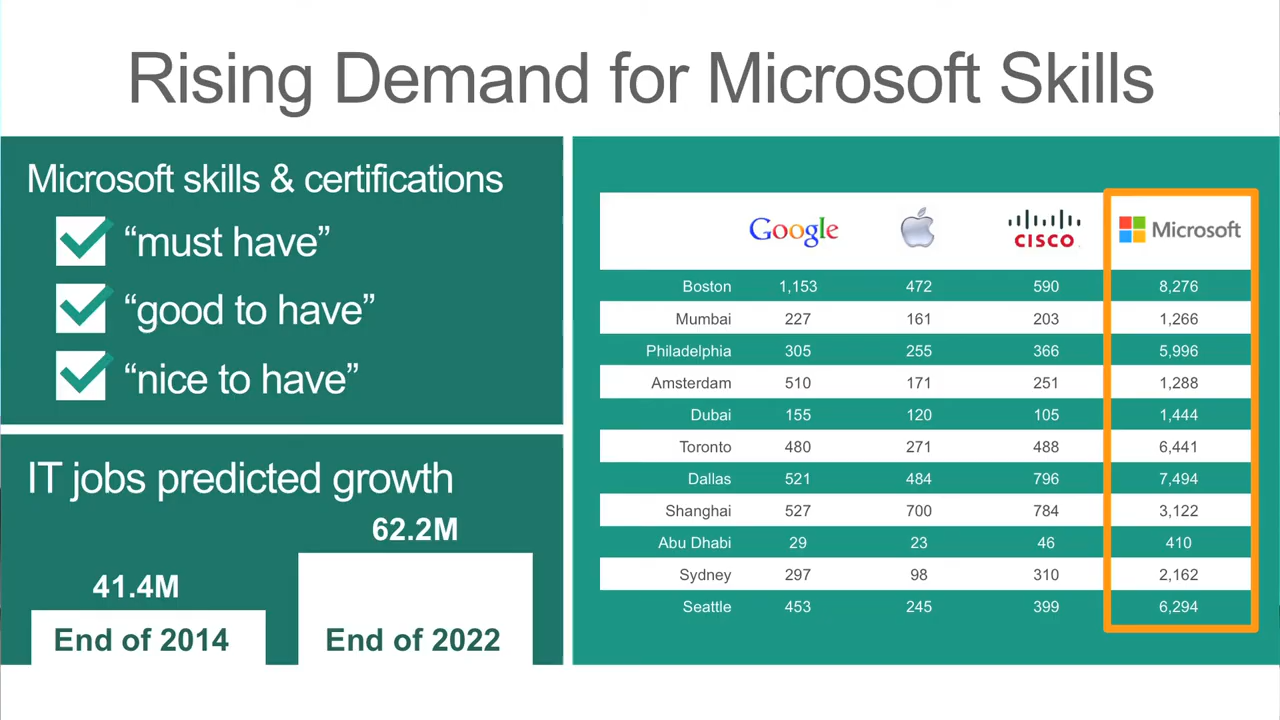 Rising Demand for Microsoft Skills
Microsoft skills & certifications
“must have”
“good to have”
“nice to have”
IT jobs predicted growth
41.4M
End of 2014
62.2M
End of 2022
Google CISCO Microsoft
Boston 1,153 472 590 8,276
Mumbai 227 161 203 1,266
Philadelphia 305 255 366 5,996
Amsterdam 510 171 251 1,288
Dubai 155 120 105 1,444
Toronto 480 271 488 6,441
Dallas 521 484 796 7,494
Shanghai 527 700 784 3,122
Abu Dhabi 29 23 46 410
Sydney 297 98 310 2,162
Seattle 453 245 399 6,294